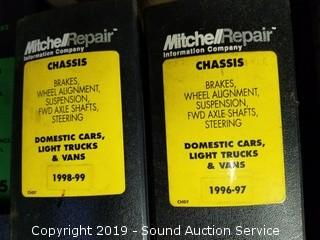 MitchellRepair
Information Company
CHASSIS
BRAKES,
WHEEL ALIGNMENT,
SUSPENSION,
FWD AXLE-SHAFTS,
STEERING
DOMESTIC CARS,
LIGHT TRUCKS
& VANS
1998-99
MitchellRepair
Information Company
CHASSIS
BRAKES,
WHEEL ALIGNMENT,
SUSPENSION,
FWD AXLE-SHAFTS,
STEERING
DOMESTIC CARS,
LIGHT TRUCKS
& VANS
1996-97
Copyright 2019 - Sound Auction Service